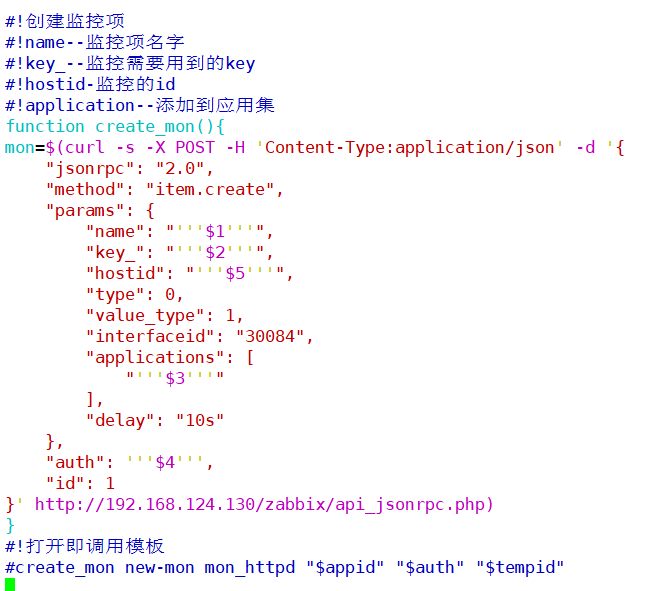 #!创建监控项
#!name--监控项名字
#!key_--监控需要用到的key
#!hostid-监控的id
#!application--添加到应用集
function create_mon(){
mon=$(curl -s -X POST -H 'Content-Type:application/json' -d '{
    "jsonrpc": "2.0",
    "method": "item.create",
    "params": {
        "name": "'''$1'''",
        "key_": "'''$2'''",
        "hostid": "'''$5'''",
        "type": 0,
        "value_type": 1,
        "interfaceid": "30084",
        "applications": [
            "'''$3'''"
        ],
        "delay": "10s"
    },
    "auth": '''$4''',
    "id": 1
}' http://192.168.124.130/zabbix/api_jsonrpc.php)
}
#!打开即调用模板
#create_mon new-mon mon_httpd "$appid" "$auth" "$tempid"